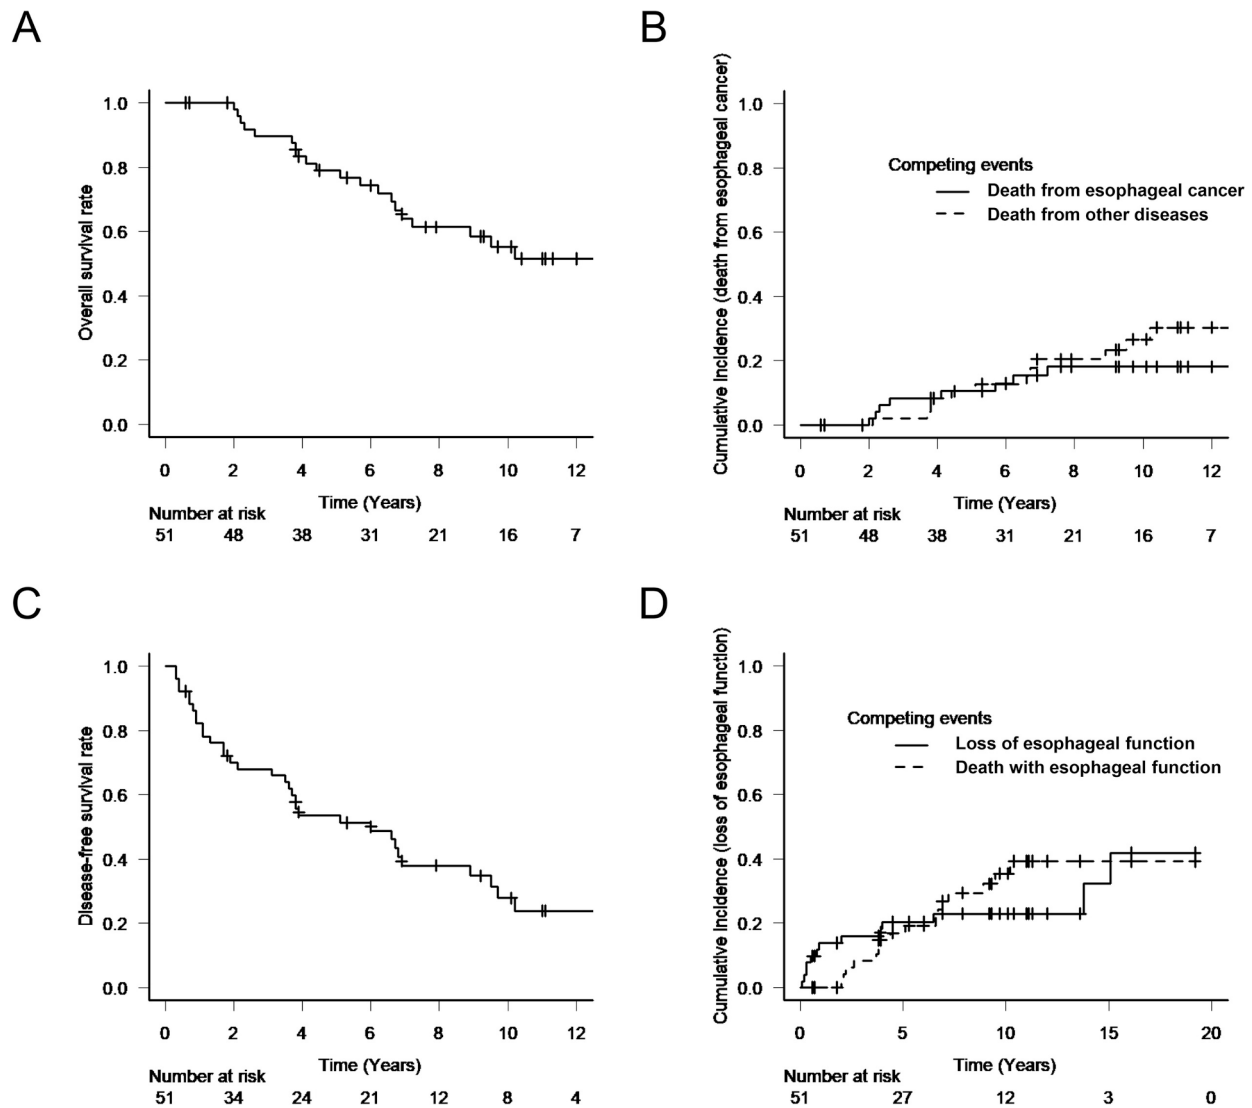 A
Overall survival rate
1.0
0.8
0.6
0.4
0.2
0.0
0 2 4 6 8 10 12
Time (Years)
Number at risk
51 48 38 31 21 16 7
B
Cumulative incidence (death from esophageal cancer)
1.0
0.8
0.6
0.4
0.2
0.0
Competing events
Death from esophageal cancer
Death from other diseases
0 2 4 6 8 10 12
Time (Years)
Number at risk
51 48 38 31 21 16 7
C
Disease-free survival rate
1.0
0.8
0.6
0.4
0.2
0.0
0 2 4 6 8 10 12
Time (Years)
Number at risk
51 34 24 21 12 8 4
D
Cumulative incidence (loss of esophageal function)
1.0
0.8
0.6
0.4
0.2
0.0
Competing events
Loss of esophageal function
Death with esophageal function
0 5 10 15 20
Time (Years)
Number at risk
51 27 12 3 0